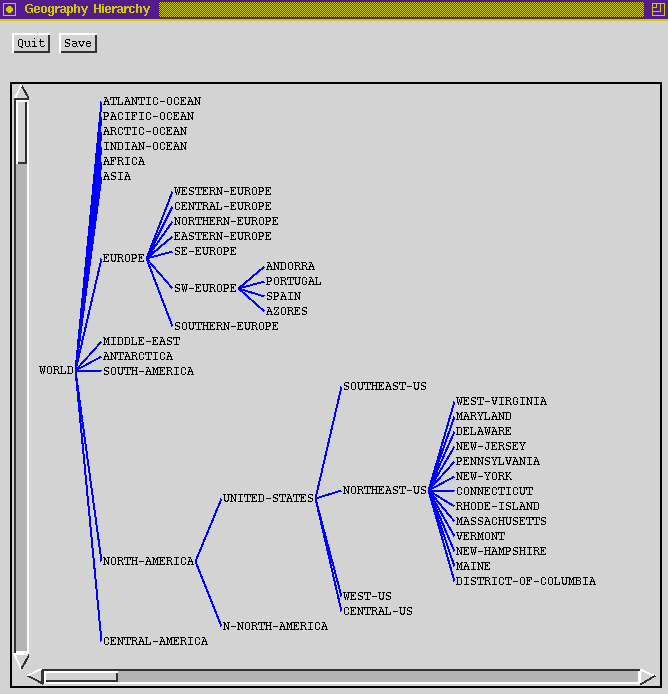 Geography Hierarchy
Quit Save
ATLANTIC-OCEAN
PACIFIC-OCEAN
ARCTIC-OCEAN
INDIAN-OCEAN
AFRICA
ASIA
WESTERN-EUROPE
CENTRAL-EUROPE
NORTHERN-EUROPE
EASTERN-EUROPE
SE-EUROPE
EUROPE
ANDORRA
PORTUGAL
SW-EUROPE
SPAIN
AZORES
SOUTHERN-EUROPE
MIDDLE-EAST
ANTARCTICA
WORLD SOUTH-AMERICA
SOUTHEAST-US
WEST-VIRGINIA
MARYLAND
DELAWARE
NEW-JERSEY
PENNSYLVANIA
NEW-YORK
UNITED-STATES NORTHEAST-US CONNECTICUT
RHODE-ISLAND
MASSACHUSETTS
VERMONT
NEW-HAMPSHIRE
NORTH-AMERICA MAINE
DISTRICT-OF-COLUMBIA
WEST-US
CENTRAL-US
N-NORTH-AMERICA
CENTRAL-AMERICA